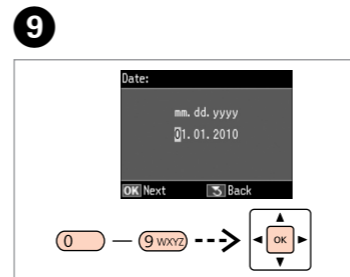 9
Date:
mm. dd. yyyy
01. 01. 2010
OK Next Back
0 — 9 WXYZ OK